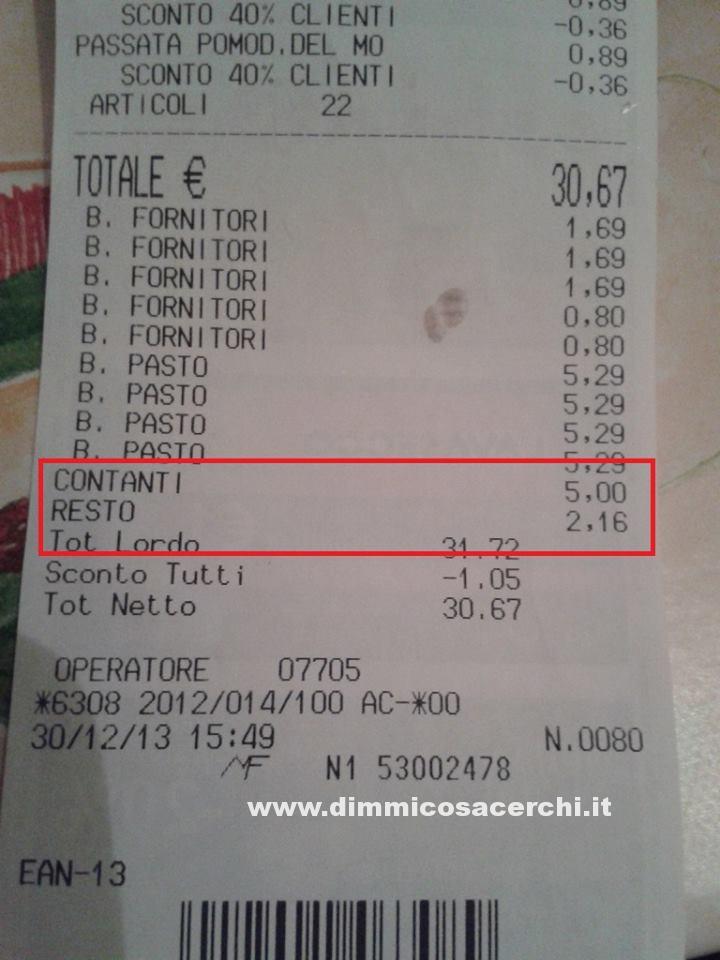 0,89
SCONTO 40% CLIENTI -0,36
PASSATA POMOD.DEL MO 0,89
SCONTO 40% CLIENTI -0,36
ARTICOLI 22
TOTALE € 30,67
B. FORNITORI 1,69
B. FORNITORI 1,69
B. FORNITORI 1,69
B. FORNITORI 0,80
B. FORNITORI 0,80
B. PASTO 5,29
B. PASTO 5,29
B. PASTO 5,29
B. PASTO 5,29
CONTANTI 5,00
RESTO 2,16
Tot Lordo 31.72
Sconto Tutti -1.05
Tot Netto 30.67
OPERATORE 07705
*6308 2012/014/100 AC-*00
30/12/13 15:49 N.0080
MF N1 53002478
www.dimmicosacerchi.it
EAN-13